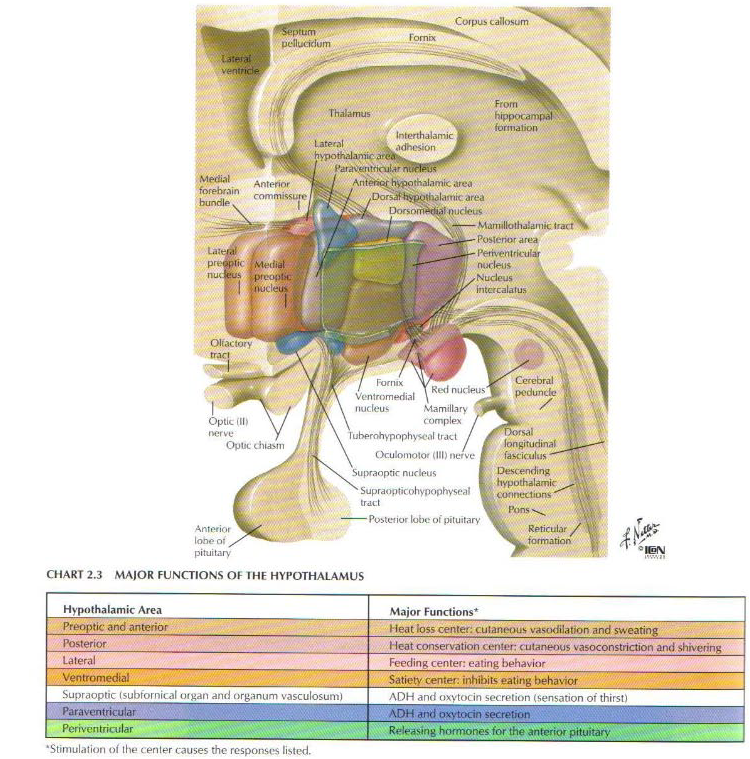 Corpus callosum
Septum
pellucidum
Fornix
Lateral
ventricle
Thalamus
From
hippocampal
formation
Interthalamic
adhesion
Lateral
hypothalamic area
Paraventricular nucleus
Medial
forebrain
bundle
Anterior
commissure
Anterior hypothalamic area
Dorsal hypothalamic area
Dorsomedial nucleus
Mamillothalamic tract
Posterior area
Periventricular
nucleus
Nucleus
intercalatus
Lateral
preoptic
nucleus
Medial
preoptic
nucleus
Olfactory
tract
Fornix
Red nucleus
Cerebral
peduncle
Ventromedial
nucleus
Mamillary
complex
Optic (II)
nerve
Optic chiasm
Tuberohypophyseal tract
Oculomotor (III) nerve
Dorsal
longitudinal
fasciculus
Supraoptic nucleus
Descending
hypothalamic
connections
Supraopticohypophyseal
tract
Pons
Posterior lobe of pituitary
Anterior
lobe of
pituitary
Reticular
formation
F. Netter
M.D.
©ICON
CHART 2.3 MAJOR FUNCTIONS OF THE HYPOTHALAMUS
Hypothalamic Area Major Functions*
Preoptic and anterior Heat loss center: cutaneous vasodilation and sweating
Posterior Heat conservation center: cutaneous vasoconstriction and shivering
Lateral Feeding center: eating behavior
Ventromedial Satiety center: inhibits eating behavior
Supraoptic (subfornical organ and organum vasculosum) ADH and oxytocin secretion (sensation of thirst)
Paraventricular ADH and oxytocin secretion
Periventricular Releasing hormones for the anterior pituitary
*Stimulation of the center causes the responses listed.